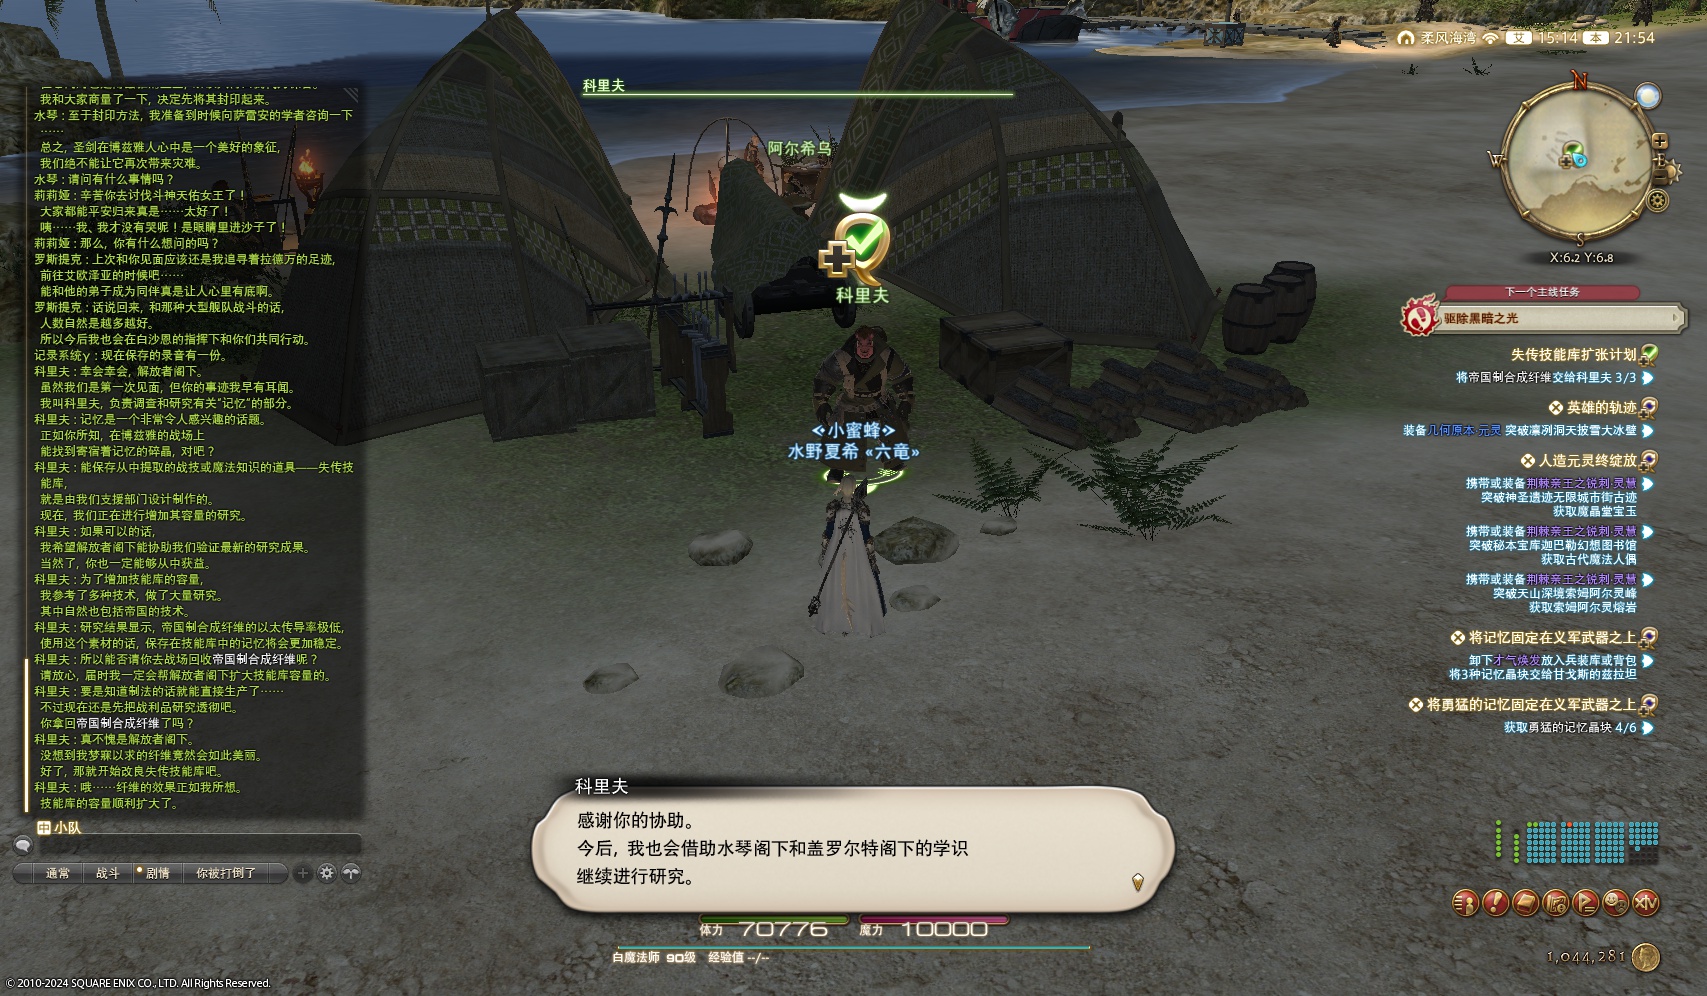 我和大家商量了一下，决定先将其封印起来。
水琴：至于封印方法，我准备到时候向萨雷安的学者咨询一下
……
总之，圣剑在博兹雅人心中是一个美好的象征，
我们绝不能让它再次带来灾难。
水琴：请问有什么事情吗？
莉莉娅：辛苦你去讨伐斗神天佑女王了！
大家都能平安归来真是……太好了！
咦……我、我才没有哭呢！是眼睛里进沙子了！
莉莉娅：那么，你有什么想问的吗？
罗斯提克：上次和你见面应该还是我追寻着拉德万的足迹，
前往艾欧泽亚的时候吧……
能和他的弟子成为同伴真是让人心里有底啊。
罗斯提克：话说回来，和那种大型舰队战斗的话，
人数自然是越多越好。
所以今后我也会在白沙恩的指挥下和你们共同行动。
记录系统γ：现在保存的录音有一份。
科里夫：幸会幸会，解放者阁下。
虽然我们是第一次见面，但你的事迹我早有耳闻。
我叫科里夫，负责调查和研究有关“记忆”的部分。
科里夫：记忆是一个非常令人感兴趣的话题。
正如你所知，在博兹雅的战场上
能找到寄宿着记忆的碎晶，对吧？
科里夫：能保存从中提取的战技或魔法知识的道具——失传技
能库，
就是由我们支援部门设计制作的。
现在，我们正在进行增加其容量的研究。
科里夫：如果可以的话，
我希望解放者阁下能协助我们验证最新的研究成果。
当然了，你也一定能够从中获益。
科里夫：为了增加技能库的容量，
我参考了多种技术，做了大量研究。
其中自然也包括帝国的技术。
科里夫：研究结果显示，帝国制合成纤维的以太传导率极低，
使用这个素材的话，保存在技能库中的记忆将会更加稳定。
科里夫：所以能否请你去战场回收帝国制合成纤维呢？
请放心，届时我一定会帮解放者阁下扩大技能库容量的。
科里夫：要是知道制法的话就能直接生产了……
不过现在还是先把战利品研究透彻吧。
你拿回帝国制合成纤维了吗？
科里夫：真不愧是解放者阁下。
没想到我梦寐以求的纤维竟然会如此美丽。
好了，那就开始改良失传技能库吧。
科里夫：哦……纤维的效果正如我所想。
技能库的容量顺利扩大了。
中 小队
通常 战斗 剧情 你被打倒了
© 2010-2024 SQUARE ENIX CO., LTD. All Rights Reserved.
科里夫
阿尔希乌
科里夫
«小蜜蜂»
水野夏希 «六竜»
科里夫
感谢你的协助。
今后，我也会借助水琴阁下和盖罗尔特阁下的学识
继续进行研究。
体力 70776 魔力 10000
白魔法师 90级 经验值 --/--
柔风海湾 艾 15:14 本 21:54
N
W
E
S
X:6.2 Y:6.8
下一个主线任务
驱除黑暗之光
失传技能库扩张计划
将帝国制合成纤维交给科里夫 3/3
英雄的轨迹
装备几何原本·元灵 突破凛冽洞天披雪大冰壁
人造元灵终绽放
携带或装备荆棘亲王之锐刺·灵慧
突破神圣遗迹无限城市街古迹
获取魔晶堂宝玉
携带或装备荆棘亲王之锐刺·灵慧
突破秘本宝库迦巴勒幻想图书馆
获取古代魔法人偶
携带或装备荆棘亲王之锐刺·灵慧
突破天山深境索姆阿尔灵峰
获取索姆阿尔灵熔岩
将记忆固定在义军武器之上
卸下才气焕发放入兵装库或背包
将3种记忆晶块交给甘戈斯的兹拉坦
将勇猛的记忆固定在义军武器之上
获取勇猛的记忆晶块 4/6
XIV
1,044,281